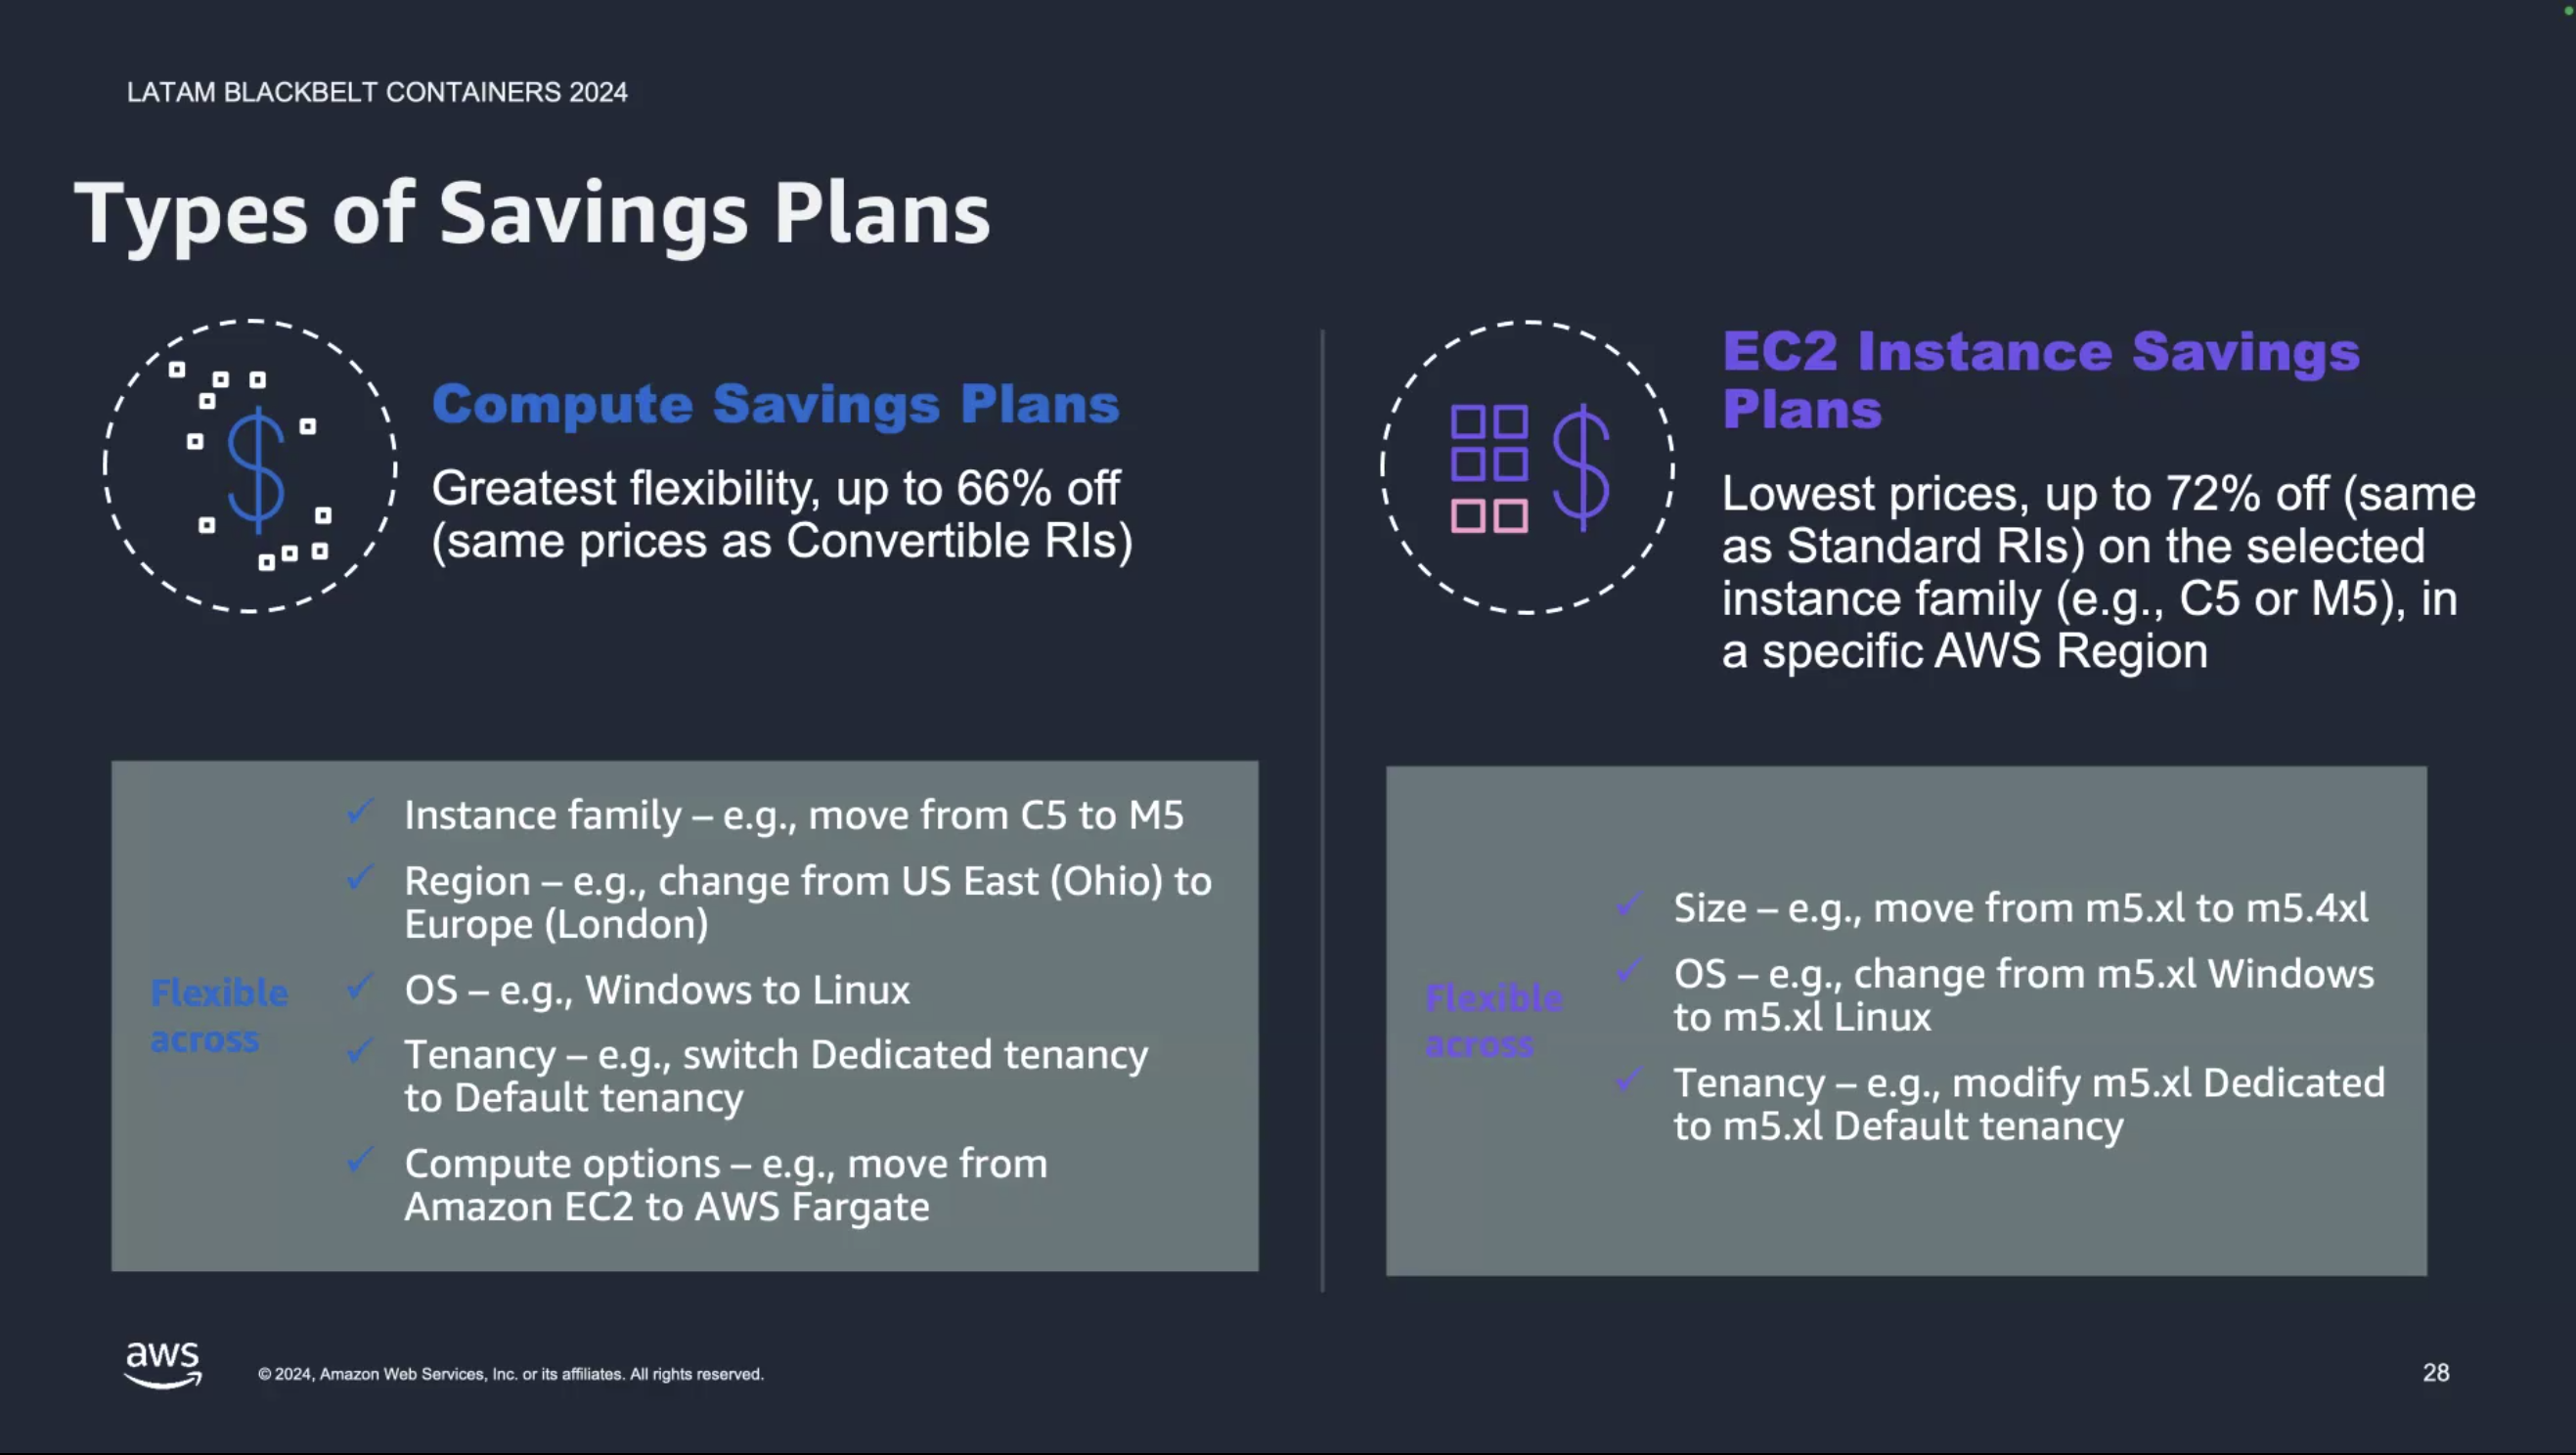 LATAM BLACKBELT CONTAINERS 2024
Types of Savings Plans
Compute Savings Plans
Greatest flexibility, up to 66% off
(same prices as Convertible RIs)
Flexible
across
✓ Instance family – e.g., move from C5 to M5
✓ Region – e.g., change from US East (Ohio) to
Europe (London)
✓ OS – e.g., Windows to Linux
✓ Tenancy – e.g., switch Dedicated tenancy
to Default tenancy
✓ Compute options – e.g., move from
Amazon EC2 to AWS Fargate
EC2 Instance Savings
Plans
Lowest prices, up to 72% off (same
as Standard RIs) on the selected
instance family (e.g., C5 or M5), in
a specific AWS Region
Flexible
across
✓ Size – e.g., move from m5.xl to m5.4xl
✓ OS – e.g., change from m5.xl Windows
to m5.xl Linux
✓ Tenancy – e.g., modify m5.xl Dedicated
to m5.xl Default tenancy
aws
© 2024, Amazon Web Services, Inc. or its affiliates. All rights reserved.
28